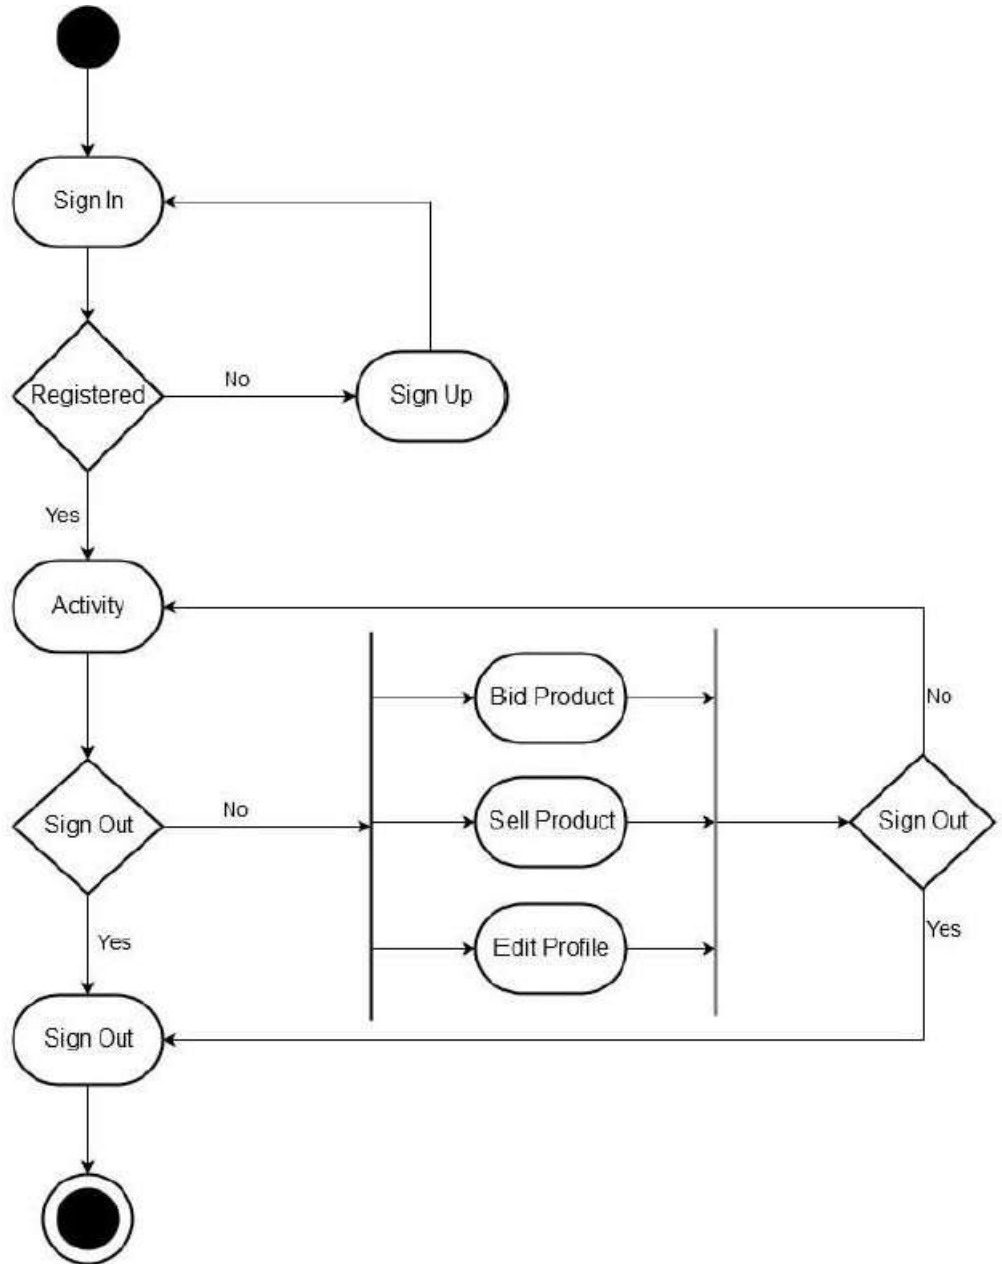 Sign In
Registered
No
Sign Up
Yes
Activity
Bid Product
No
Sign Out
No
Sell Product
Sign Out
Yes
Edit Profile
Yes
Sign Out